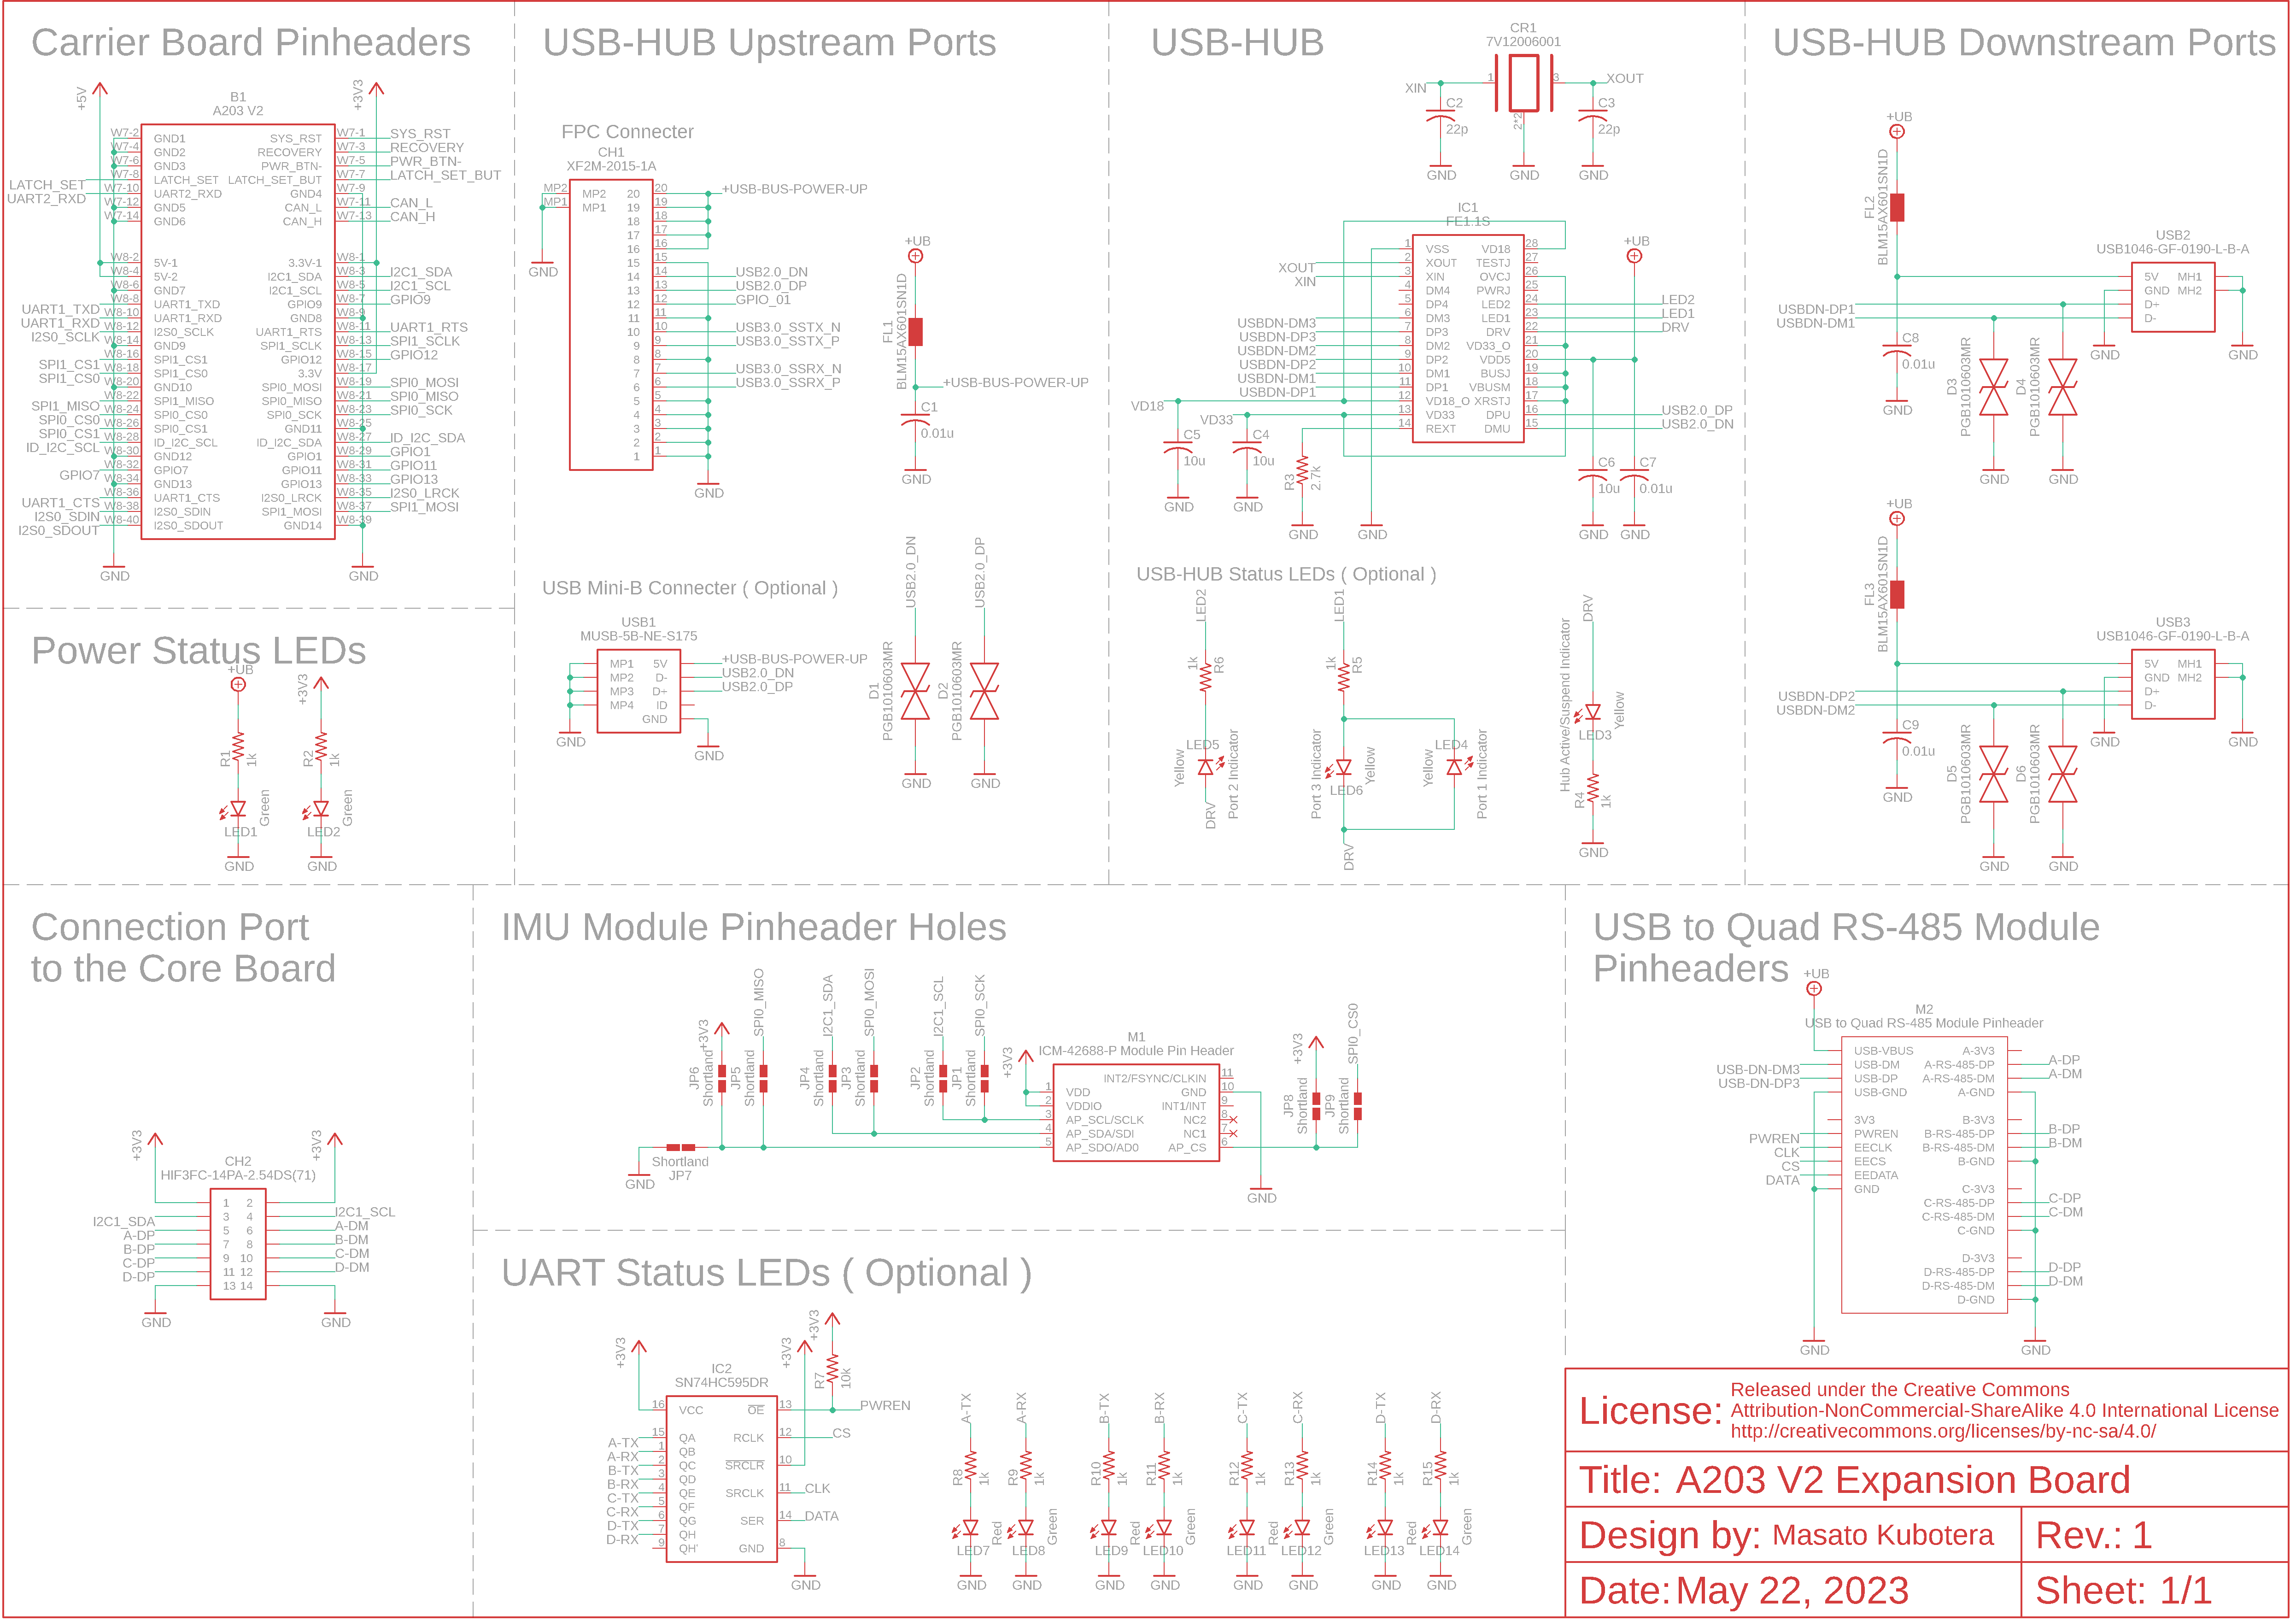 Carrier Board Pinheaders
+5V
+3V3
B1
A203 V2
W7-2 GND1 SYS_RST W7-1 SYS_RST
W7-4 GND2 RECOVERY W7-3 RECOVERY
W7-6 GND3 PWR_BTN- W7-5 PWR_BTN-
LATCH_SET W7-8 LATCH_SET LATCH_SET_BUT W7-7 LATCH_SET_BUT
UART2_RXD W7-10 UART2_RXD GND4 W7-9
W7-12 GND5 CAN_L W7-11 CAN_L
W7-14 GND6 CAN_H W7-13 CAN_H
W8-2 5V-1 3.3V-1 W8-1
W8-4 5V-2 I2C1_SDA W8-3 I2C1_SDA
W8-6 GND7 I2C1_SCL W8-5 I2C1_SCL
UART1_TXD W8-8 UART1_TXD GPIO9 W8-7 GPIO9
UART1_RXD W8-10 UART1_RXD GND8 W8-9
I2S0_SCLK W8-12 I2S0_SCLK UART1_RTS W8-11 UART1_RTS
W8-14 GND9 SPI1_SCLK W8-13 SPI1_SCLK
SPI1_CS1 W8-16 SPI1_CS1 GPIO12 W8-15 GPIO12
SPI1_CS0 W8-18 SPI1_CS0 3.3V W8-17
W8-20 GND10 SPI0_MOSI W8-19 SPI0_MOSI
SPI1_MISO W8-22 SPI1_MISO SPI0_MISO W8-21 SPI0_MISO
SPI0_CS0 W8-24 SPI0_CS0 SPI0_SCK W8-23 SPI0_SCK
SPI0_CS1 W8-26 SPI0_CS1 GND11 W8-25
ID_I2C_SCL W8-28 ID_I2C_SCL ID_I2C_SDA W8-27 ID_I2C_SDA
W8-30 GND12 GPIO1 W8-29 GPIO1
GPIO7 W8-32 GPIO7 GPIO11 W8-31 GPIO11
W8-34 GND13 GPIO13 W8-33 GPIO13
UART1_CTS W8-36 UART1_CTS I2S0_LRCK W8-35 I2S0_LRCK
I2S0_SDIN W8-38 I2S0_SDIN SPI1_MOSI W8-37 SPI1_MOSI
I2S0_SDOUT W8-40 I2S0_SDOUT GND14 W8-39
GND GND
USB-HUB Upstream Ports
FPC Connecter
CH1
XF2M-2015-1A
MP2 MP2 20 20 +USB-BUS-POWER-UP
MP1 MP1 19 19
18 18
17 17
16 16
15 15
14 14 USB2.0_DN
13 13 USB2.0_DP
12 12 GPIO_01
11 11
10 10 USB3.0_SSTX_N
9 9 USB3.0_SSTX_P
8 8
7 7 USB3.0_SSRX_N
6 6 USB3.0_SSRX_P
5 5
4 4
3 3
2 2
1 1
GND GND
+UB
FL1
BLM15AX601SN1D
+USB-BUS-POWER-UP
C1
0.01u
GND
USB Mini-B Connecter ( Optional )
USB1
MUSB-5B-NE-S175
MP1 5V +USB-BUS-POWER-UP
MP2 D- USB2.0_DN
MP3 D+ USB2.0_DP
MP4 ID
GND
GND GND
USB2.0_DN USB2.0_DP
D1 PGB1010603MR
D2 PGB1010603MR
GND GND
USB-HUB
CR1
7V12006001
XIN 1 3 XOUT
2*2
C2 22p
C3 22p
GND GND GND
IC1
FE1.1S
+UB
1 VSS VD18 28
XOUT 2 XOUT TESTJ 27
XIN 3 XIN OVCJ 26
4 DM4 PWRJ 25
5 DP4 LED2 24 LED2
USBDN-DM3 6 DM3 LED1 23 LED1
USBDN-DP3 7 DP3 DRV 22 DRV
USBDN-DM2 8 DM2 VD33_O 21
USBDN-DP2 9 DP2 VDD5 20
USBDN-DM1 10 DM1 BUSJ 19
USBDN-DP1 11 DP1 VBUSM 18
VD18 12 VD18_O XRSTJ 17
VD33 13 VD33 DPU 16 USB2.0_DP
14 REXT DMU 15 USB2.0_DN
C5 10u
C4 10u
R3 2.7k
C6 10u
C7 0.01u
GND GND GND GND GND GND
USB-HUB Status LEDs ( Optional )
LED2 LED1 DRV
1k R6
1k R5
Yellow LED5 Port 2 Indicator
DRV
Port 3 Indicator LED6 Yellow
Yellow LED4 Port 1 Indicator
DRV
Hub Active/Suspend Indicator
Yellow
LED3
R4 1k
GND
USB-HUB Downstream Ports
+UB
FL2
BLM15AX601SN1D
USB2
USB1046-GF-0190-L-B-A
5V MH1
GND MH2
USBDN-DP1 D+
USBDN-DM1 D-
C8
0.01u
D3 PGB1010603MR
D4 PGB1010603MR
GND GND GND GND GND
+UB
FL3
BLM15AX601SN1D
USB3
USB1046-GF-0190-L-B-A
5V MH1
GND MH2
USBDN-DP2 D+
USBDN-DM2 D-
C9
0.01u
D5 PGB1010603MR
D6 PGB1010603MR
GND GND GND GND GND
Power Status LEDs
+UB +3V3
R1 1k R2 1k
Green Green
LED1 LED2
GND GND
Connection Port
to the Core Board
+3V3 +3V3
CH2
HIF3FC-14PA-2.54DS(71)
1 2
I2C1_SDA 3 4 I2C1_SCL
A-DP 5 6 A-DM
B-DP 7 8 B-DM
C-DP 9 10 C-DM
D-DP 11 12 D-DM
13 14
GND GND
IMU Module Pinheader Holes
+3V3 SPI0_MISO I2C1_SDA SPI0_MOSI I2C1_SCL SPI0_SCK +3V3
JP6 Shortland
JP5
JP4 Shortland
JP3
JP2 Shortland
JP1 Shortland
M1
ICM-42688-P Module Pin Header
INT2/FSYNC/CLKIN 11
1 VDD GND 10
2 VDDIO INT1/INT 9
3 AP_SCL/SCLK NC2 8
4 AP_SDA/SDI NC1 7
5 AP_SDO/AD0 AP_CS 6
Shortland
JP7
GND GND
+3V3 SPI0_CS0
JP8 Shortland
JP9 Shortland
UART Status LEDs ( Optional )
+3V3 +3V3 +3V3
R7 10k
IC2
SN74HC595DR
16 VCC OE 13 PWREN
A-TX 15 QA RCLK 12 CS
A-RX 1 QB
B-TX 2 QC SRCLR 10
B-RX 3 QD
C-TX 4 QE SRCLK 11 CLK
C-RX 5 QF
D-TX 6 QG SER 14 DATA
D-RX 7 QH
9 QH' GND 8
GND
A-TX A-RX B-TX B-RX C-TX C-RX D-TX D-RX
R8 1k R9 1k R10 1k R11 1k R12 1k R13 1k R14 1k R15 1k
Red Green Red Green Red Green Red Green
LED7 LED8 LED9 LED10 LED11 LED12 LED13 LED14
GND GND GND GND GND GND GND GND
USB to Quad RS-485 Module
Pinheaders
+UB
M2
USB to Quad RS-485 Module Pinheader
USB-VBUS A-3V3
USB-DN-DM3 USB-DM A-RS-485-DP A-DP
USB-DN-DP3 USB-DP A-RS-485-DM A-DM
USB-GND A-GND
3V3 B-3V3
PWREN PWREN B-RS-485-DP B-DP
CLK EECLK B-RS-485-DM B-DM
CS EECS B-GND
DATA EEDATA
GND C-3V3
C-RS-485-DP C-DP
C-RS-485-DM C-DM
C-GND
D-3V3
D-RS-485-DP D-DP
D-RS-485-DM D-DM
D-GND
GND GND
License: Released under the Creative Commons
Attribution-NonCommercial-ShareAlike 4.0 International License
http://creativecommons.org/licenses/by-nc-sa/4.0/
Title: A203 V2 Expansion Board
Design by: Masato Kubotera Rev.: 1
Date: May 22, 2023 Sheet: 1/1